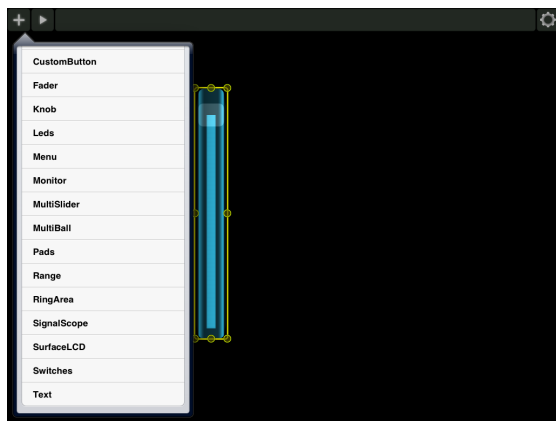 CustomButton
Fader
Knob
Leds
Menu
Monitor
MultiSlider
MultiBall
Pads
Range
RingArea
SignalScope
SurfaceLCD
Switches
Text